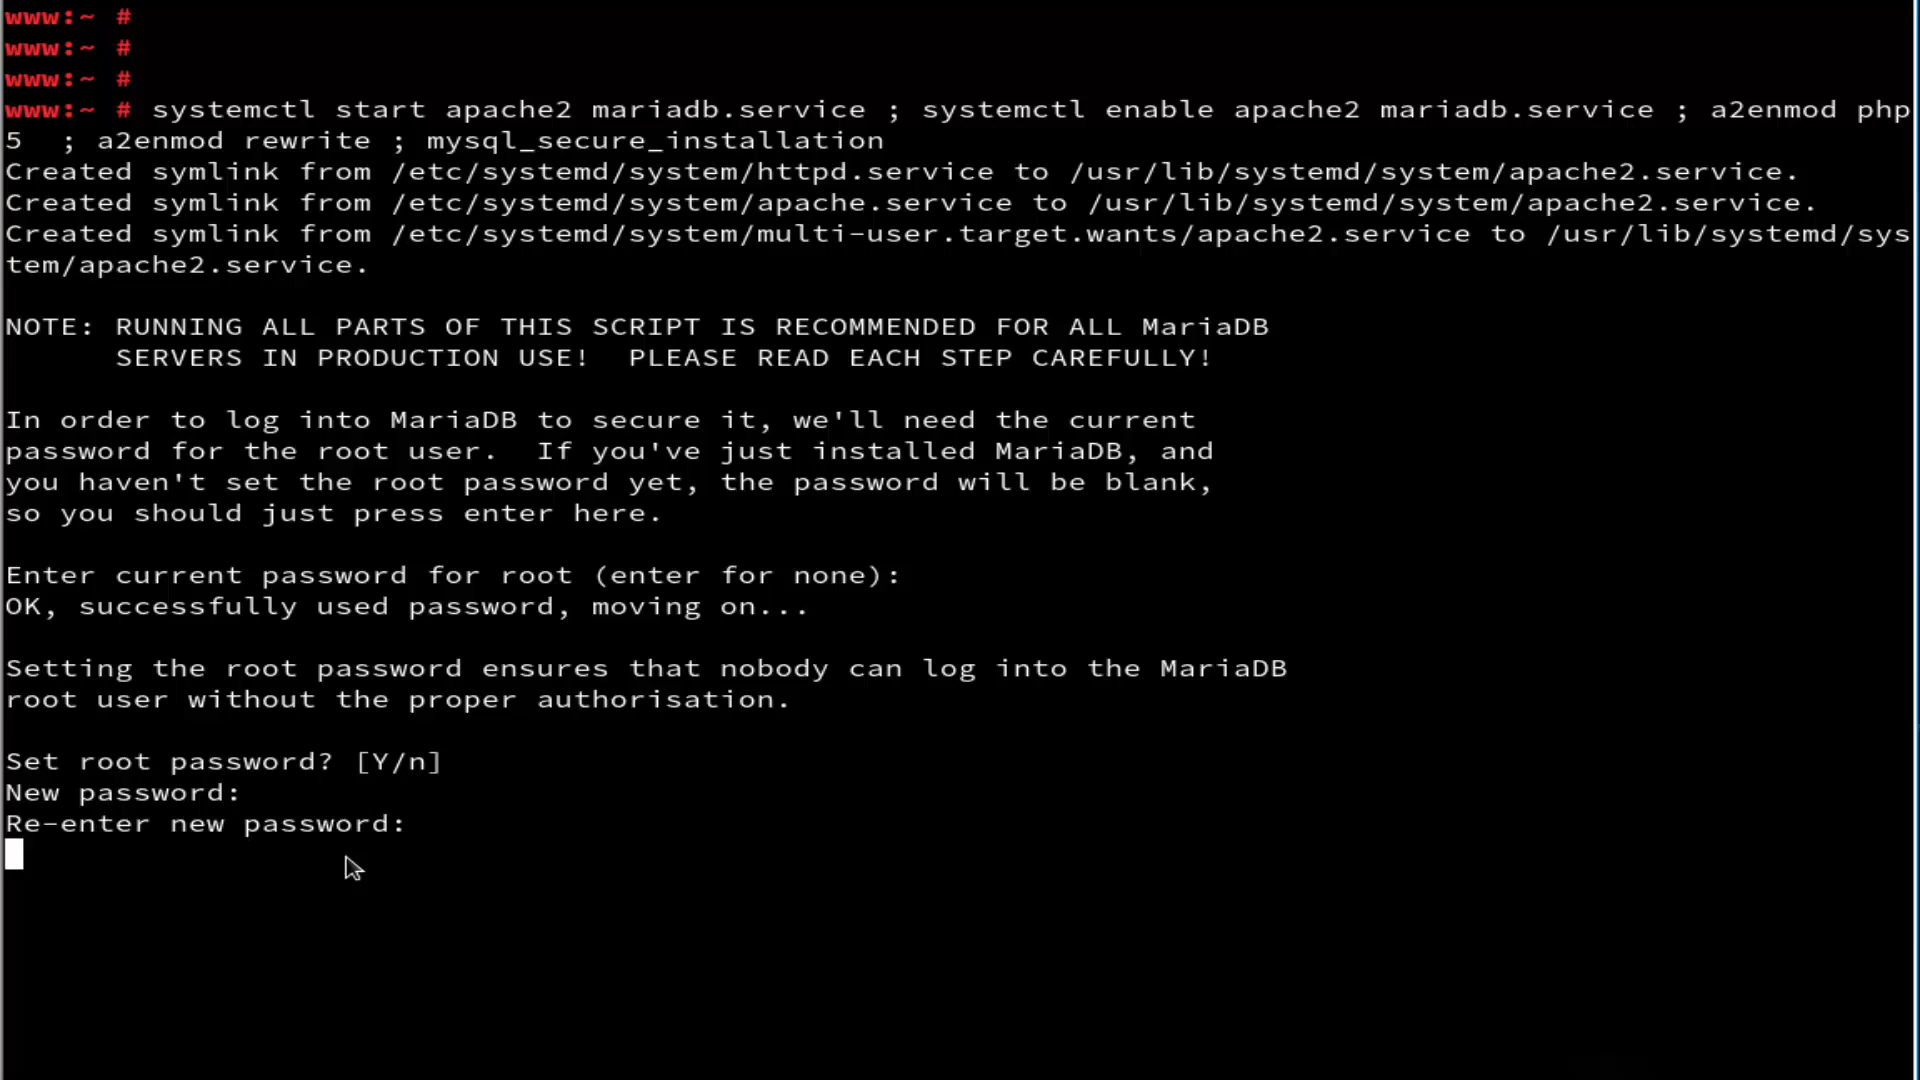 www:~ #
www:~ #
www:~ #
www:~ # systemctl start apache2 mariadb.service ; systemctl enable apache2 mariadb.service ; a2enmod php
5  ; a2enmod rewrite ; mysql_secure_installation
Created symlink from /etc/systemd/system/httpd.service to /usr/lib/systemd/system/apache2.service.
Created symlink from /etc/systemd/system/apache.service to /usr/lib/systemd/system/apache2.service.
Created symlink from /etc/systemd/system/multi-user.target.wants/apache2.service to /usr/lib/systemd/sys
tem/apache2.service.
NOTE: RUNNING ALL PARTS OF THIS SCRIPT IS RECOMMENDED FOR ALL MariaDB
      SERVERS IN PRODUCTION USE!  PLEASE READ EACH STEP CAREFULLY!
In order to log into MariaDB to secure it, we'll need the current
password for the root user.  If you've just installed MariaDB, and
you haven't set the root password yet, the password will be blank,
so you should just press enter here.
Enter current password for root (enter for none):
OK, successfully used password, moving on...
Setting the root password ensures that nobody can log into the MariaDB
root user without the proper authorisation.
Set root password? [Y/n]
New password:
Re-enter new password: